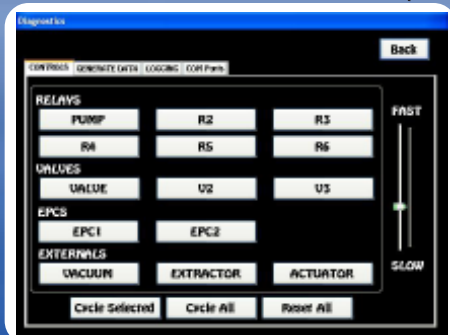 Diagnostics
Back
CONTROLS GENERATE DATA LOGGING COM Ports
RELAYS
PUMP R2 R3
FAST
R4 R5 R6
VALVES
VALVE V2 V3
EPCS
EPC1 EPC2
EXTERNALS
VACUUM EXTRACTOR ACTUATOR
SLOW
Cycle Selected Cycle All Reset All